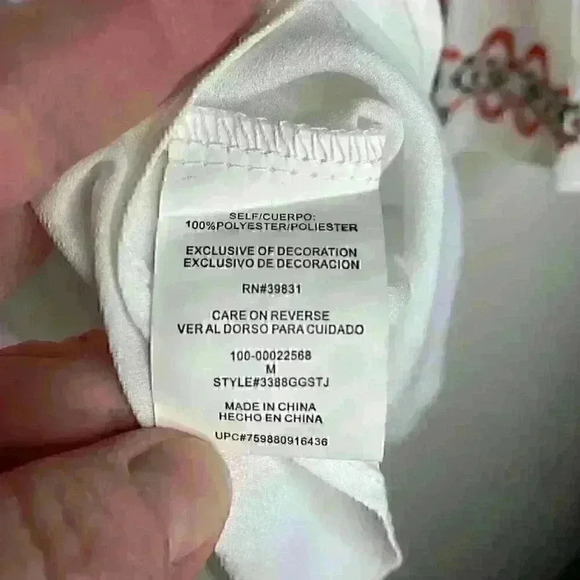 SELF/CUERPO:
100%POLYESTER/POLIESTER
EXCLUSIVE OF DECORATION
EXCLUSIVO DE DECORACION
RN#39831
CARE ON REVERSE
VER AL DORSO PARA CUIDADO
100-00022568
M
STYLE#3388GGSTJ
MADE IN CHINA
HECHO EN CHINA
UPC#759880916436